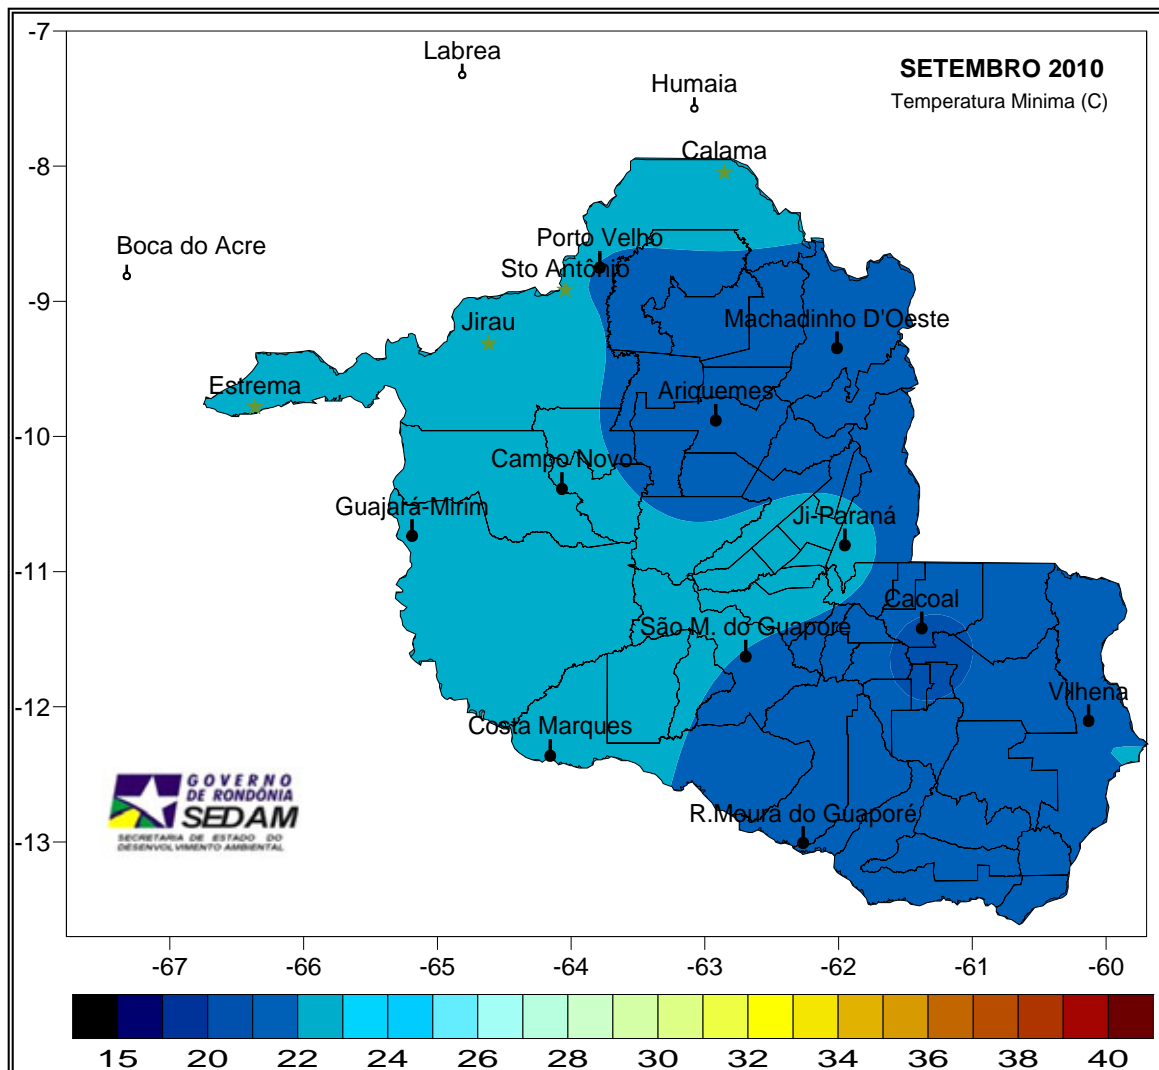 -7
Labrea
SETEMBRO 2010
Humaia
Temperatura Minima (C)
Calama
-8
Porto Velho
Boca do Acre
Sto Antônio
-9
Jirau
Machadinho D'Oeste
Estrema
Ariquemes
-10
Campo Novo
Guajará-Mirim
Ji-Paraná
-11
Cacoal
São M. do Guaporé
Vilhena
-12
Costa Marques
GOVERNO
DE RONDÔNIA
SEDAM
SECRETARIA DE ESTADO DO
DESENVOLVIMENTO AMBIENTAL
R.Moura do Guaporé
-13
-67 -66 -65 -64 -63 -62 -61 -60
15 20 22 24 26 28 30 32 34 36 38 40